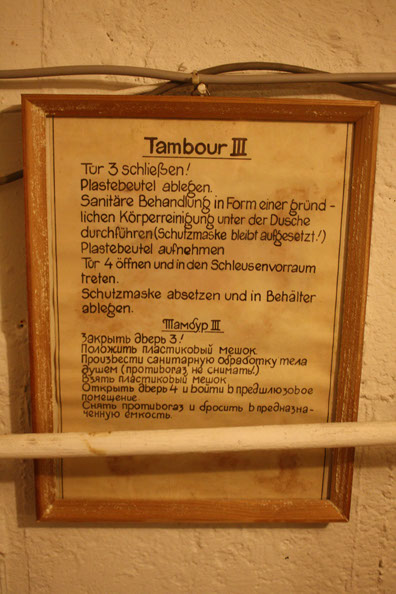 Tambour III
Tür 3 schließen!
Plastebeutel ablegen.
Sanitäre Behandlung in Form einer gründ-
lichen Körperreinigung unter der Dusche
durchführen (Schutzmaske bleibt aufgesetzt!)
Plastebeutel aufnehmen
Tür 4 öffnen und in den Schleusenvorraum
treten.
Schutzmaske absetzen und in Behälter
ablegen.
Тамбур III
Закрыть дверь 3!
Положить пластиковый мешок.
Произвести санитарную обработку тела
душем (противогаз не снимать!)
Взять пластиковый мешок
Открыть дверь 4 и войти в предшлюзовое
помещение.
Снять противогаз и бросить в предназна-
ченную ёмкость.